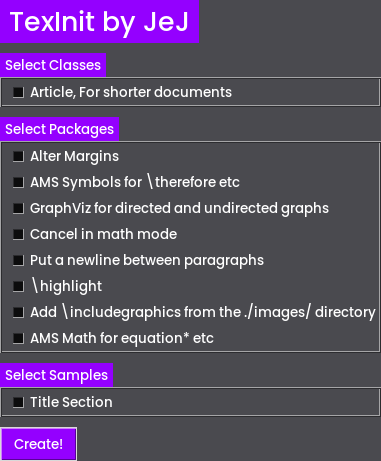 TexInit by JeJ
Select Classes
Article, For shorter documents
Select Packages
Alter Margins
AMS Symbols for \therefore etc
GraphViz for directed and undirected graphs
Cancel in math mode
Put a newline between paragraphs
\highlight
Add \includegraphics from the ./images/ directory
AMS Math for equation* etc
Select Samples
Title Section
Create!